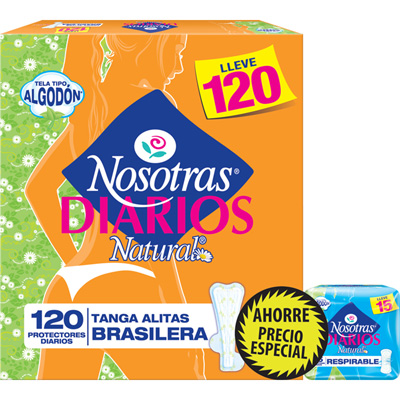 TELA TIPO
ALGODÓN
LLEVE
120
Nosotras®
DIARIOS
Natural®
120
PROTECTORES
DIARIOS
TANGA ALITAS
BRASILERA
AHORRE
PRECIO
ESPECIAL
LLEVE
15
Nosotras
DIARIOS
Natural
RESPIRABLE